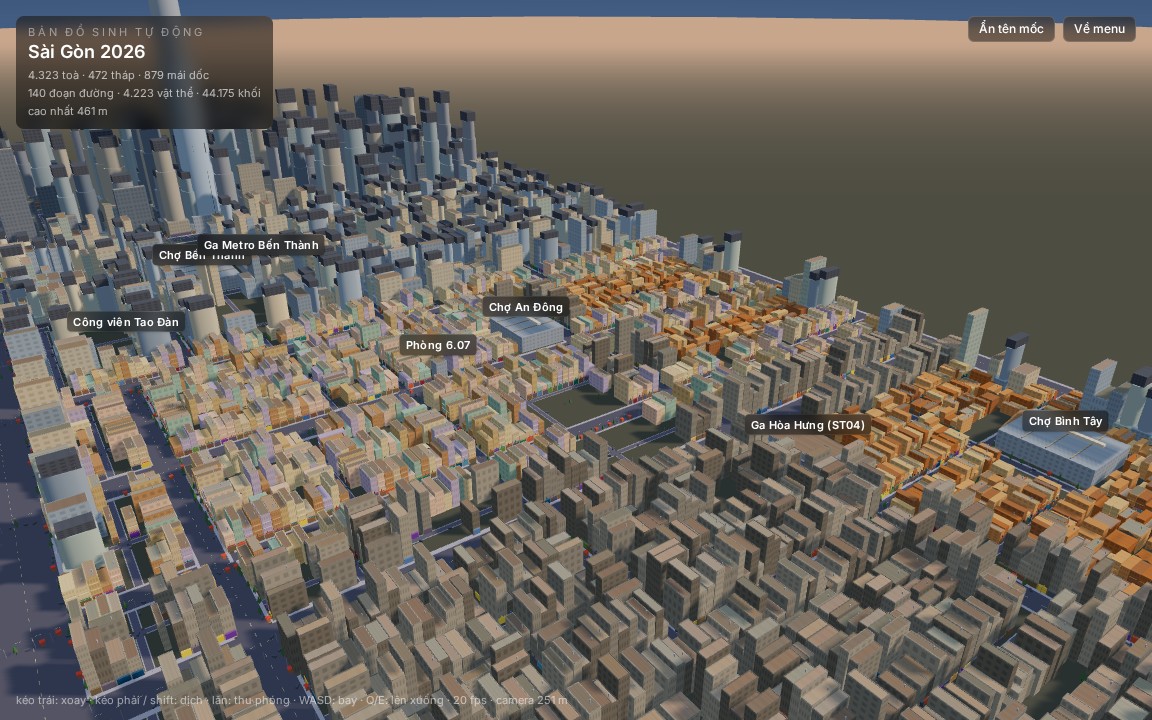 BẢN ĐỒ SINH TỰ ĐỘNG
Sài Gòn 2026
4.323 toà · 472 tháp · 879 mái dốc
140 đoạn đường · 4.223 vật thể · 44.175 khối
cao nhất 461 m
Ẩn tên mốc
Về menu
Ga Metro Bến Thành
Chợ Bến Thành
Chợ An Đông
Công viên Tao Đàn
Phòng 6.07
Chợ Bình Tây
Ga Hòa Hưng (ST04)
kéo trái: xoay · kéo phải / shift: dịch · lăn: thu phóng · WASD: bay · Q/E: lên xuống · 20 fps · camera 251 m